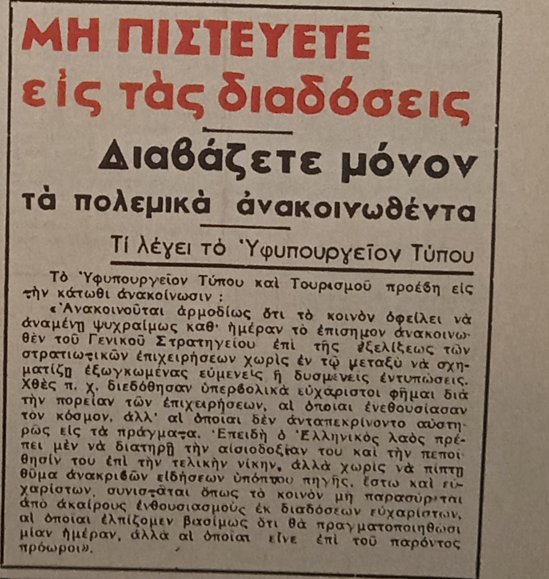 ΜΗ ΠΙΣΤΕΥΕΤΕ
εἰς τὰς διαδόσεις
Διαβάζετε μόνον
τὰ πολεμικὰ ἀνακοινωθέντα
Τί λέγει τὸ Ὑφυπουργεῖον Τύπου
Τὸ Ὑφυπουργεῖον Τύπου καὶ Τουρισμοῦ προέβη εἰς
τὴν κάτωθι ἀνακοίνωσιν :
«Ἀνακοινοῦται ἁρμοδίως ὅτι τὸ κοινὸν ὀφείλει νὰ
ἀναμένῃ ψυχραίμως καθ' ἡμέραν τὸ ἐπίσημον ἀνακοινω-
θὲν τοῦ Γενικοῦ Στρατηγείου ἐπὶ τῆς ἐξελίξεως τῶν
στρατιωτικῶν ἐπιχειρήσεων χωρὶς ἐν τῷ μεταξὺ νὰ σχη-
ματίζῃ ἐξωγκωμένας εὐμενεῖς ἢ δυσμενεῖς ἐντυπώσεις.
Χθὲς π. χ. διεδόθησαν ὑπερβολικὰ εὐχάριστοι φῆμαι διὰ
τὴν πορείαν τῶν ἐπιχειρήσεων, αἱ ὁποῖαι ἐνεθουσίασαν
τὸν κόσμον, ἀλλ' αἱ ὁποῖαι δὲν ἀνταπεκρίνοντο αὐστη-
ρῶς εἰς τὰ πράγματα. Ἐπειδὴ ὁ Ἑλληνικὸς λαὸς πρέ-
πει μὲν νὰ διατηρῇ τὴν αἰσιοδοξίαν του καὶ τὴν πεποί-
θησίν του ἐπὶ τὴν τελικὴν νίκην, ἀλλὰ χωρὶς νὰ πίπτῃ
θῦμα ἀνακριβῶν εἰδήσεων ὑπόπτου πηγῆς, ἔστω καὶ εὐ-
χαρίστων, συνιστᾶται ὅπως τὸ κοινὸν μὴ παρασύρεται
ἀπὸ ἀκαίρους ἐνθουσιασμοὺς ἐκ διαδόσεων εὐχαρίστων,
αἱ ὁποῖαι ἐλπίζομεν βασίμως ὅτι θὰ πραγματοποιηθῶσι
μίαν ἡμέραν, ἀλλὰ αἱ ὁποῖαι εἶνε ἐπὶ τοῦ παρόντος
πρόωροι».